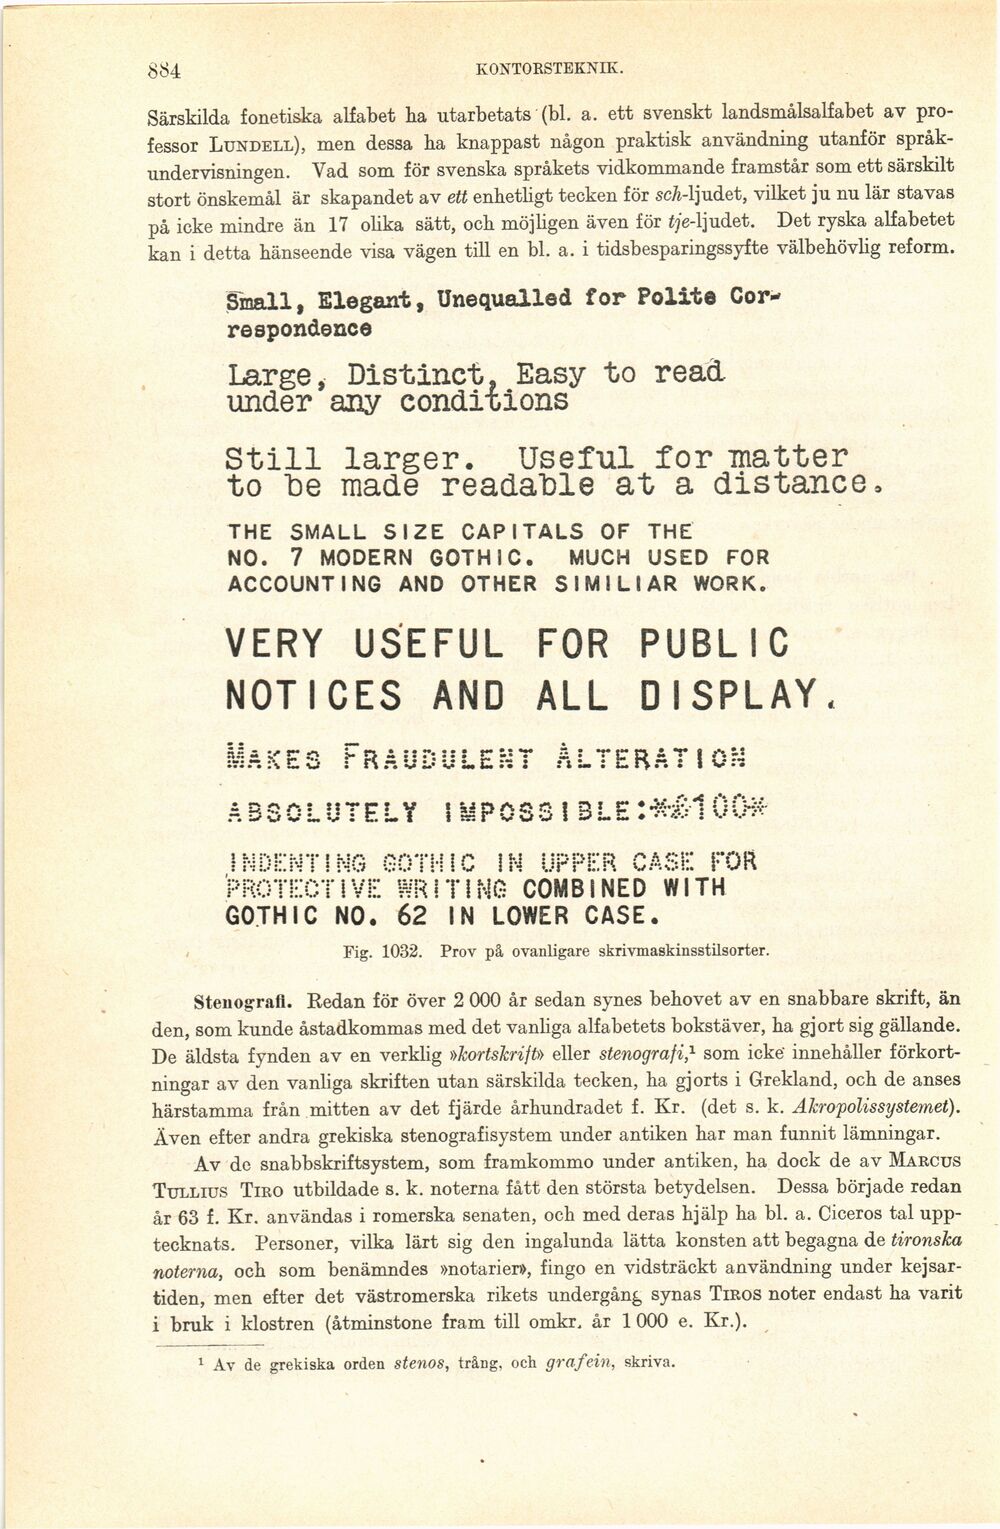 884
KONTORSTEKNIK.
Särskilda fonetiska alfabet ha utarbetats (bl. a. ett svenskt landsmålsalfabet av pro-
fessor LUNDELL), men dessa ha knappast någon praktisk användning utanför språk-
undervisningen. Vad som för svenska språkets vidkommande framstår som ett särskilt
stort önskemål är skapandet av ett enhetligt tecken för sch-ljudet, vilket ju nu lär stavas
på icke mindre än 17 olika sätt, och möjligen även för tje-ljudet. Det ryska alfabetet
kan i detta hänseende visa vägen till en bl. a. i tidsbesparingssyfte välbehövlig reform.
Small, Elegant, Unequalled for Polite Cor-
respondence
Large, Distinct, Easy to read
under any conditions
Still larger. Useful for matter
to be made readable at a distance.
THE SMALL SIZE CAPITALS OF THE
NO. 7 MODERN GOTHIC. MUCH USED FOR
ACCOUNTING AND OTHER SIMILIAR WORK.
VERY USEFUL FOR PUBLIC
NOTICES AND ALL DISPLAY.
MAKES FRAUDULENT ALTERATION
ABSOLUTELY IMPOSSIBLE:*£100*
INDENTING GOTHIC IN UPPER CASE FOR
PROTECTIVE WRITING COMBINED WITH
GOTHIC NO. 62 IN LOWER CASE.
Fig. 1032. Prov på ovanligare skrivmaskinsstilsorter.
Stenografi. Redan för över 2 000 år sedan synes behovet av en snabbare skrift, än
den, som kunde åstadkommas med det vanliga alfabetets bokstäver, ha gjort sig gällande.
De äldsta fynden av en verklig »kortskrift» eller stenografi,¹ som icke innehåller förkort-
ningar av den vanliga skriften utan särskilda tecken, ha gjorts i Grekland, och de anses
härstamma från mitten av det fjärde århundradet f. Kr. (det s. k. Akropolissystemet).
Även efter andra grekiska stenografisystem under antiken har man funnit lämningar.
Av de snabbskriftsystem, som framkommo under antiken, ha dock de av MARCUS
TULLIUS TIRO utbildade s. k. noterna fått den största betydelsen. Dessa började redan
år 63 f. Kr. användas i romerska senaten, och med deras hjälp ha bl. a. Ciceros tal upp-
tecknats. Personer, vilka lärt sig den ingalunda lätta konsten att begagna de tironska
noterna, och som benämndes »notarier», fingo en vidsträckt användning under kejsar-
tiden, men efter det västromerska rikets undergång synas TIROS noter endast ha varit
i bruk i klostren (åtminstone fram till omkr. år 1 000 e. Kr.).
¹ Av de grekiska orden stenos, trång, och grafein, skriva.